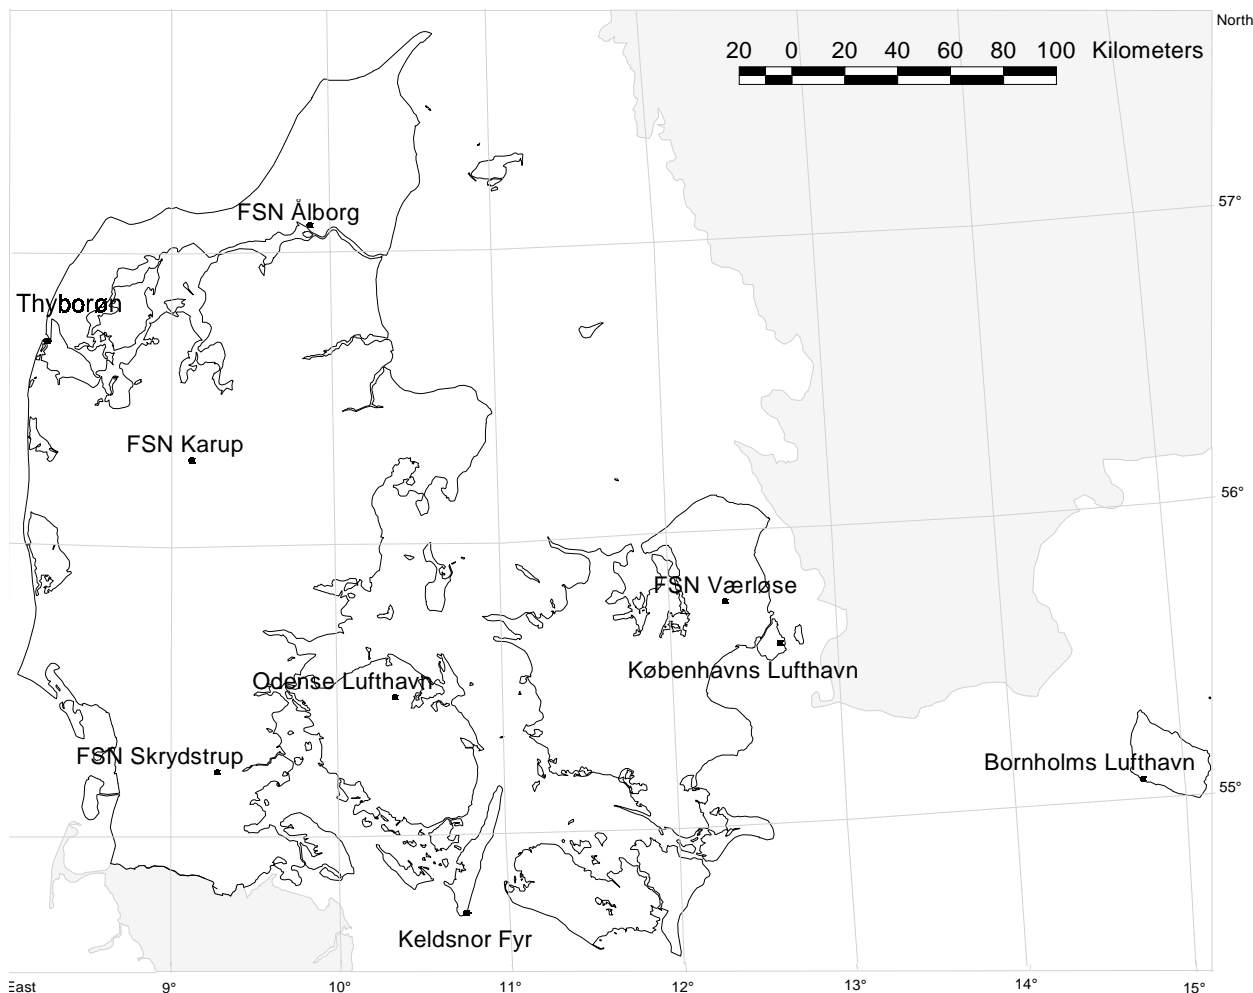 North
20 0 20 40 60 80 100 Kilometers
57°
FSN Ålborg
Thyborøn
FSN Karup
56°
FSN Værløse
Københavns Lufthavn
Odense Lufthavn
FSN Skrydstrup
Bornholms Lufthavn
55°
Keldsnor Fyr
East 9° 10° 11° 12° 13° 14° 15°